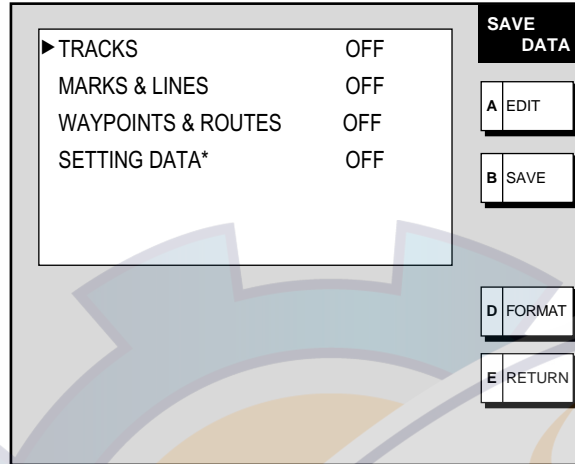 SAVE
DATA
▶TRACKS OFF
MARKS & LINES OFF
WAYPOINTS & ROUTES OFF
SETTING DATA* OFF
A EDIT
B SAVE
D FORMAT
E RETURN